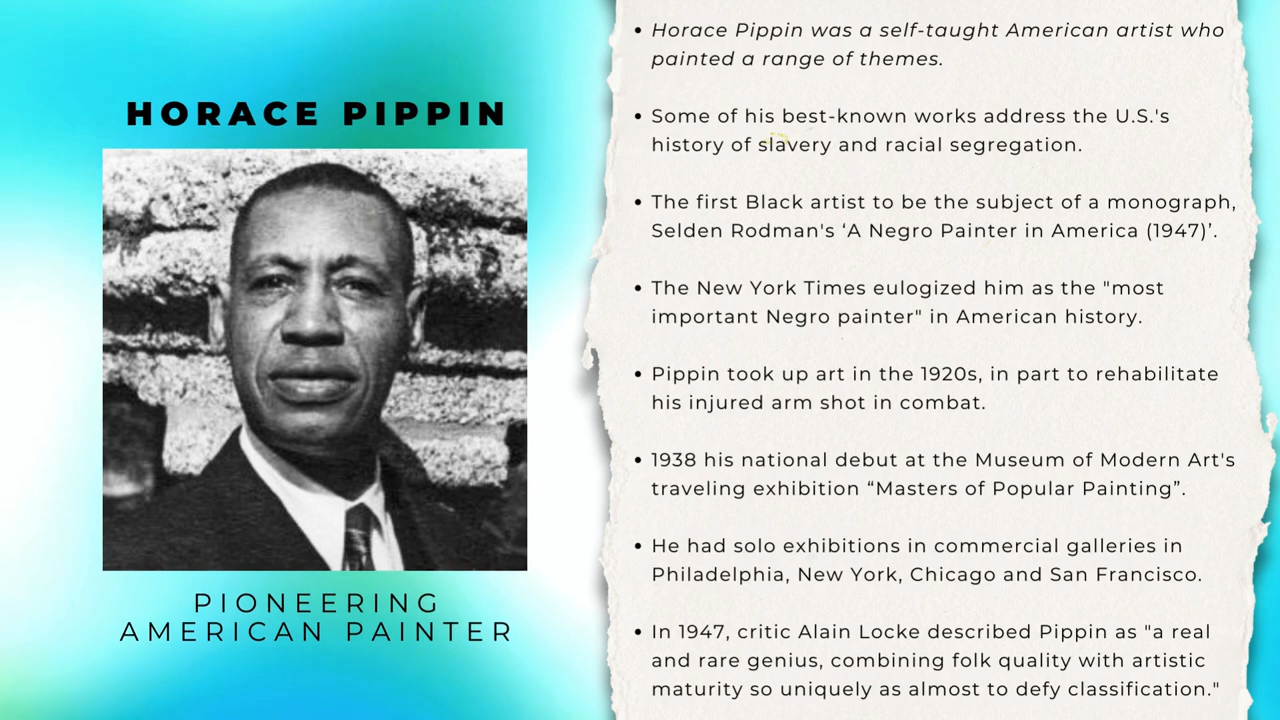 HORACE PIPPIN
PIONEERING
AMERICAN PAINTER
• Horace Pippin was a self-taught American artist who
painted a range of themes.
• Some of his best-known works address the U.S.'s
history of slavery and racial segregation.
• The first Black artist to be the subject of a monograph,
Selden Rodman's ‘A Negro Painter in America (1947)’.
• The New York Times eulogized him as the "most
important Negro painter" in American history.
• Pippin took up art in the 1920s, in part to rehabilitate
his injured arm shot in combat.
• 1938 his national debut at the Museum of Modern Art's
traveling exhibition “Masters of Popular Painting”.
• He had solo exhibitions in commercial galleries in
Philadelphia, New York, Chicago and San Francisco.
• In 1947, critic Alain Locke described Pippin as "a real
and rare genius, combining folk quality with artistic
maturity so uniquely as almost to defy classification."